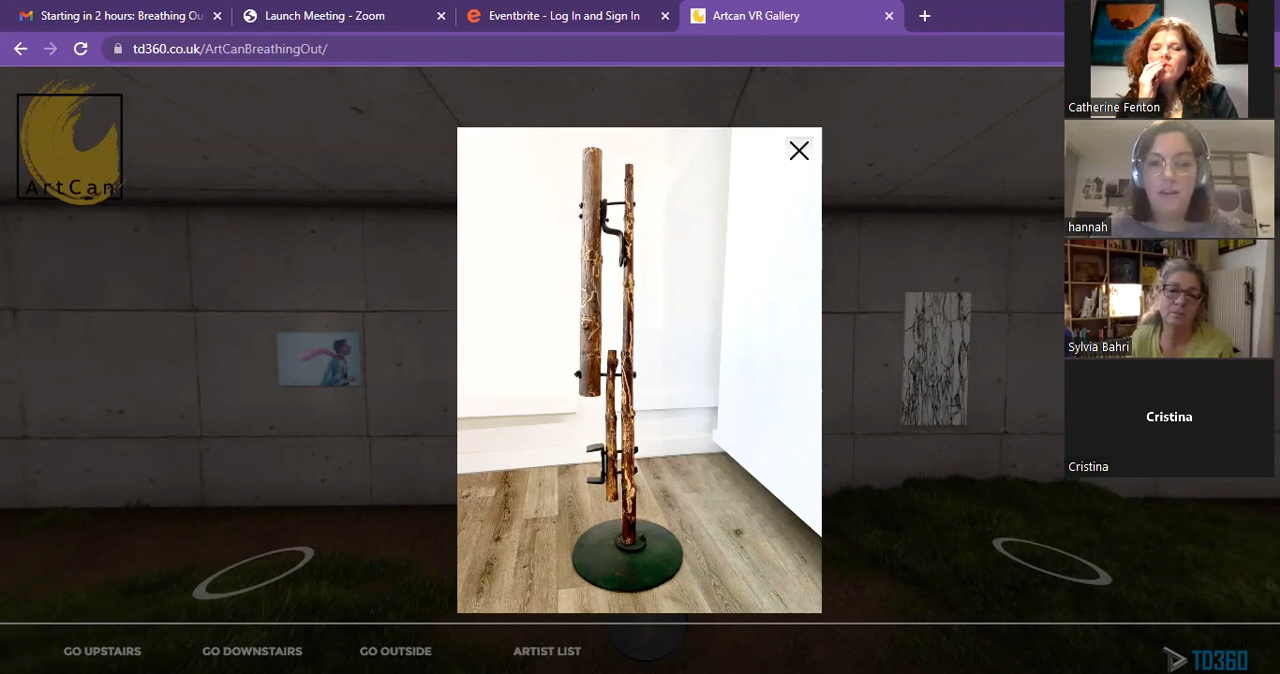 Starting in 2 hours: Breathing Ou
Launch Meeting - Zoom
Eventbrite - Log In and Sign In
Artcan VR Gallery
td360.co.uk/ArtCanBreathingOut/
ArtCan
Catherine Fenton
hannah
Sylvia Bahri
Cristina
Cristina
GO UPSTAIRS
GO DOWNSTAIRS
GO OUTSIDE
ARTIST LIST
TD360